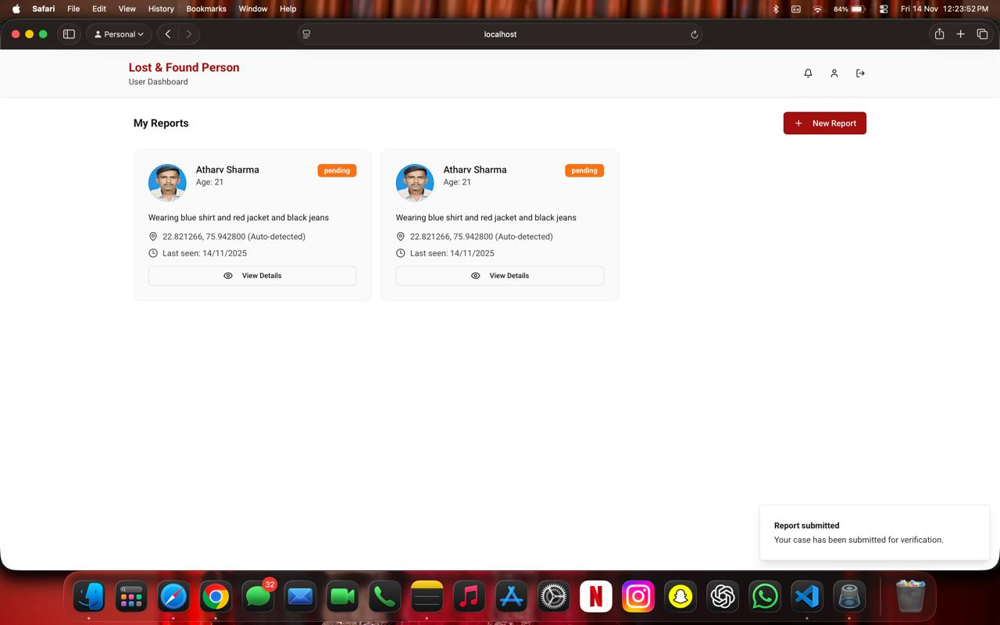 Safari File Edit View History Bookmarks Window Help 84% Fri 14 Nov 12:23:52 PM
Personal localhost
Lost & Found Person
User Dashboard
My Reports
+ New Report
Atharv Sharma pending
Age: 21
Wearing blue shirt and red jacket and black jeans
22.821266, 75.942800 (Auto-detected)
Last seen: 14/11/2025
View Details
Atharv Sharma pending
Age: 21
Wearing blue shirt and red jacket and black jeans
22.821266, 75.942800 (Auto-detected)
Last seen: 14/11/2025
View Details
Report submitted
Your case has been submitted for verification.
32